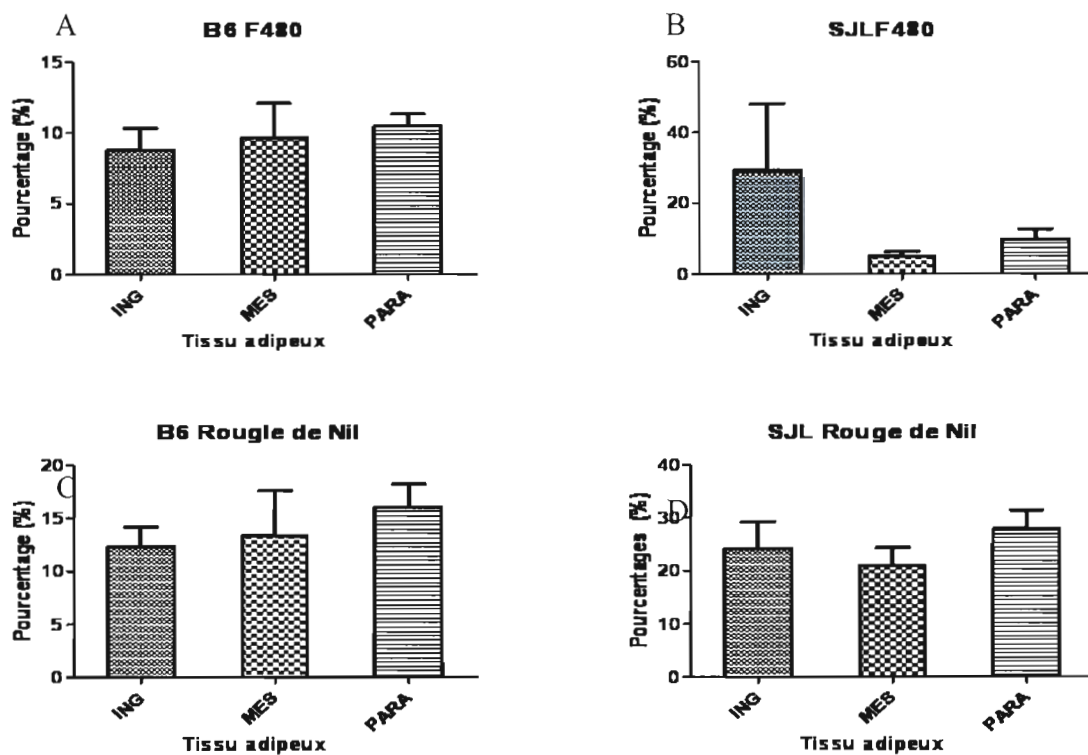 A
B6 F480
15
10
5
0
Pourcentage (%)
ING
MES
PARA
Tissu adipeux
B
SJLF480
60
40
20
0
Pourcentage (%)
ING
MES
PARA
Tissu adipeux
C
B6 Rougle de Nil
20
15
10
5
0
Pourcentage (%)
ING
MES
PARA
Tissu adipeux
D
SJL Rouge de Nil
40
30
20
10
0
Pourcentages (%)
ING
MES
PARA
Tissu adipeux